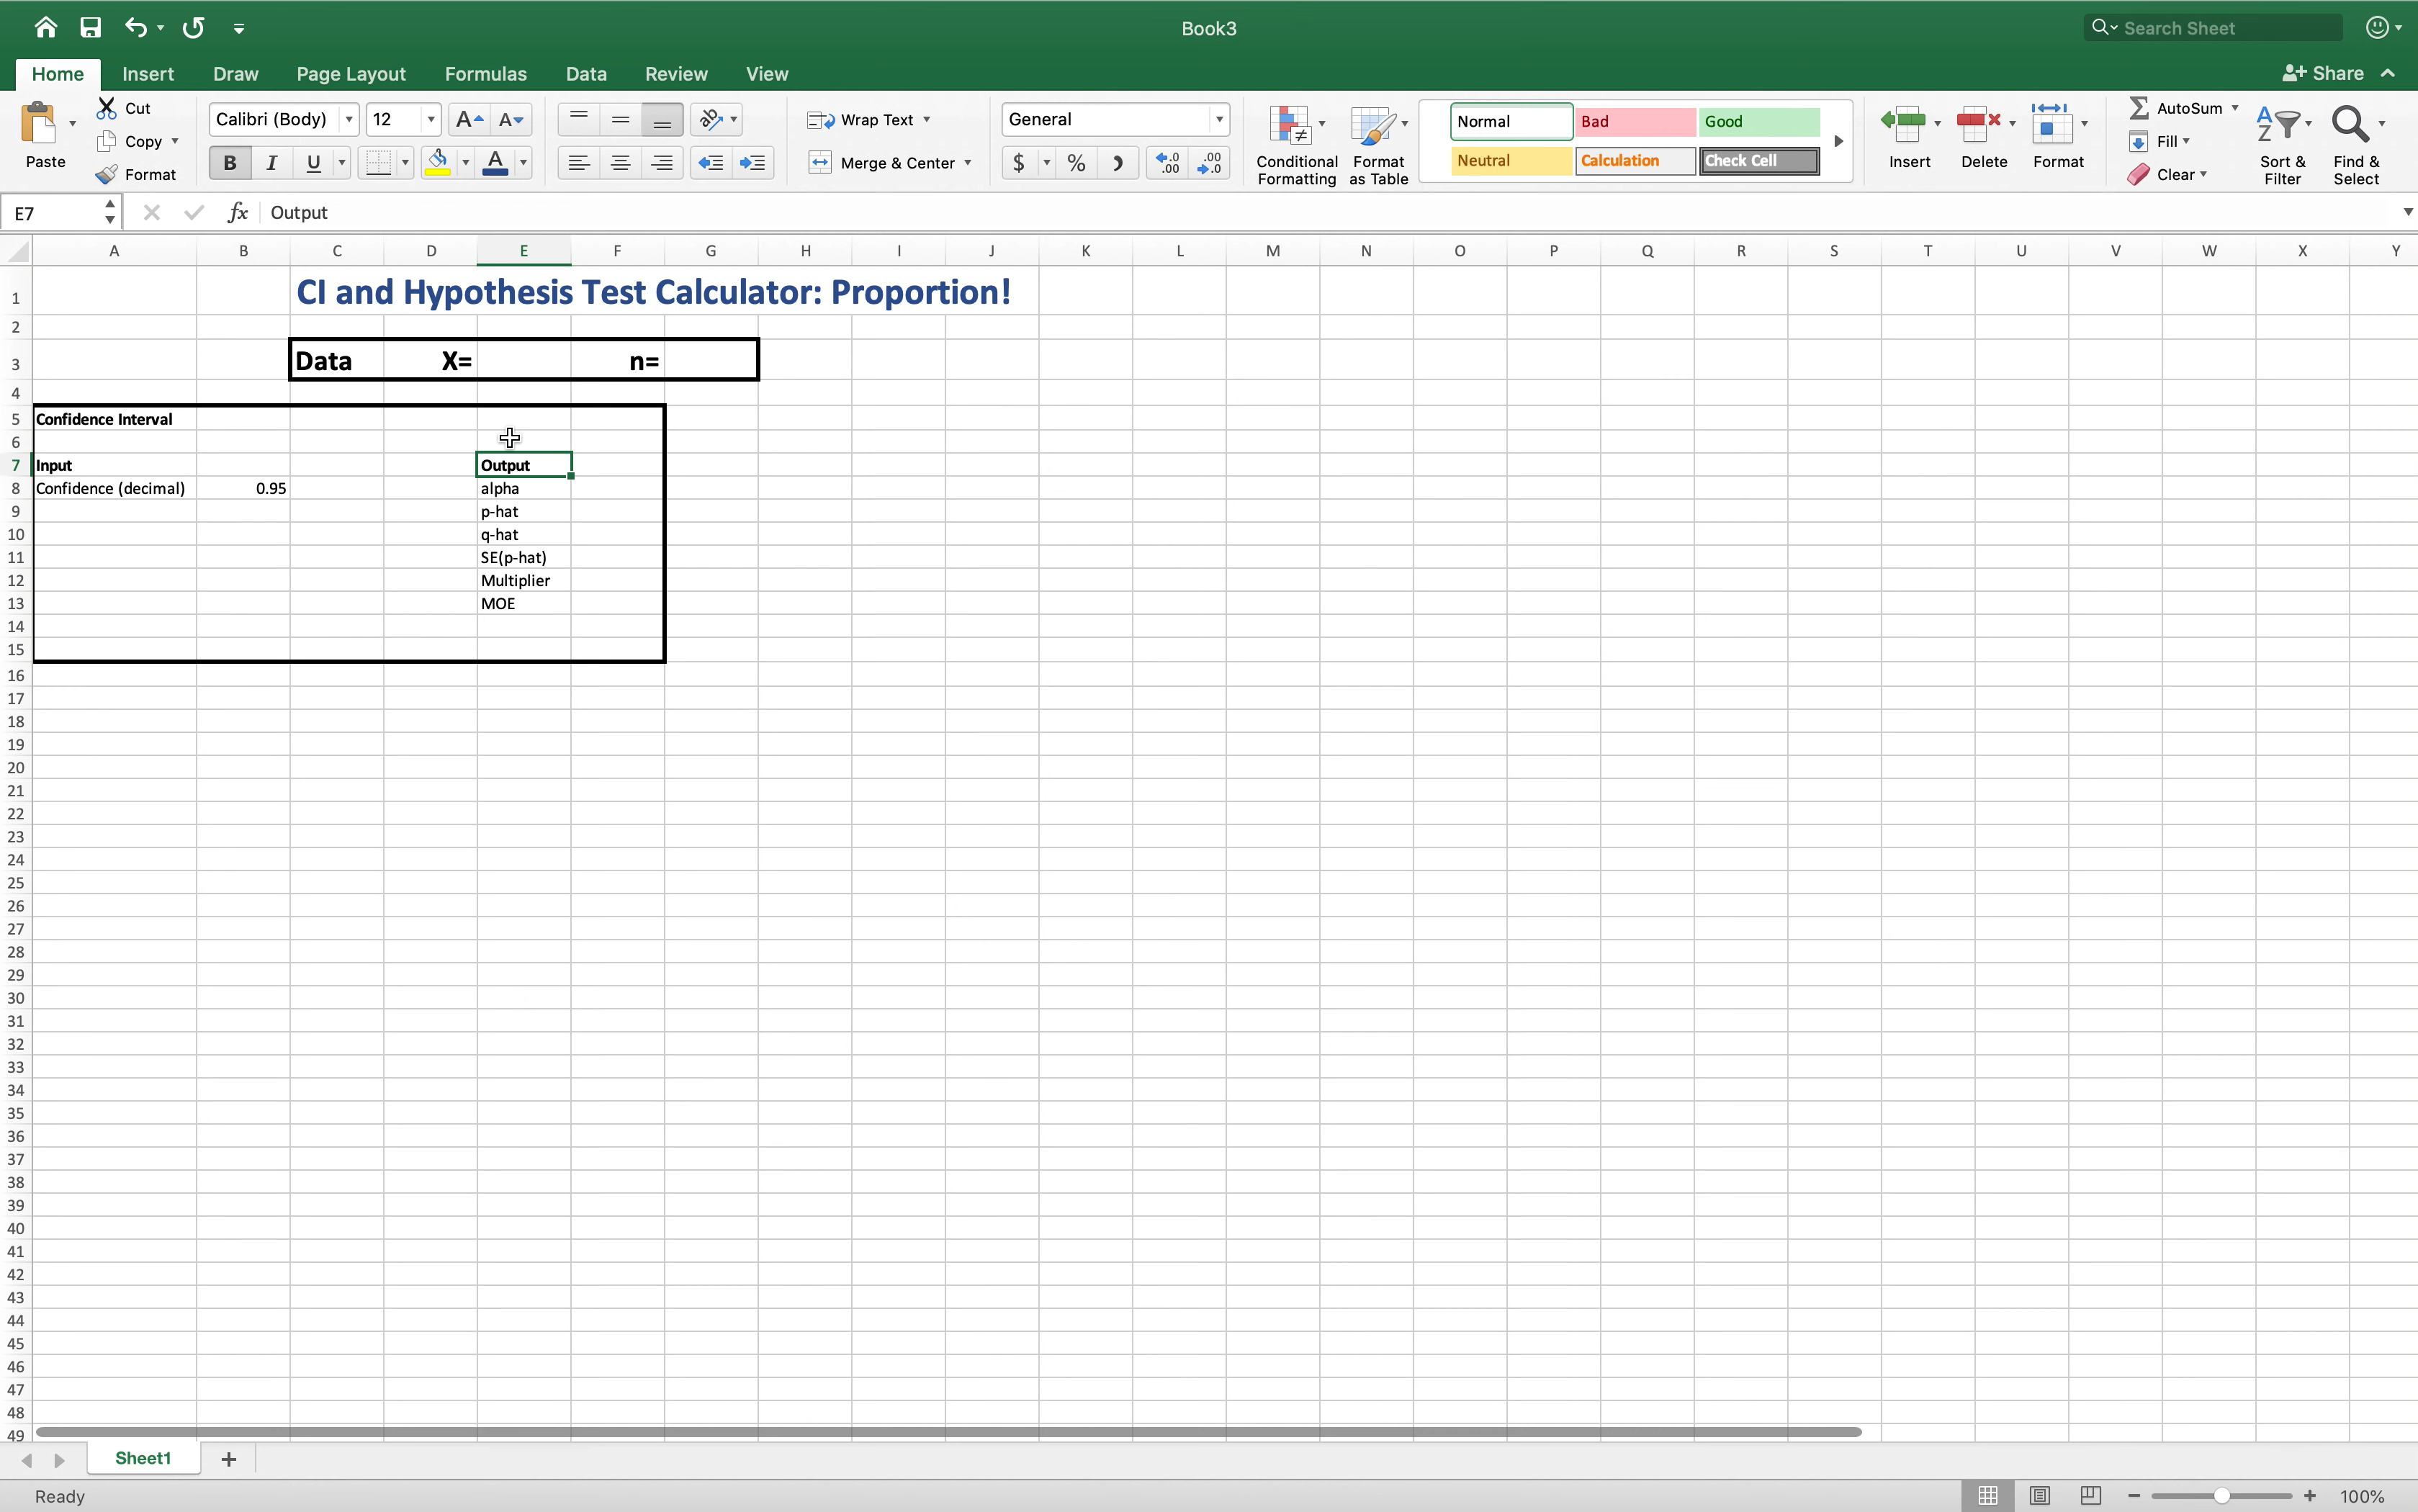 Book3
Search Sheet
Home Insert Draw Page Layout Formulas Data Review View Share
Paste Cut Copy Format
Calibri (Body) 12 A A
B I U A
ab
Wrap Text
Merge & Center
General
$ % )
.0 .00
.00 .0
Conditional Formatting
Format as Table
Normal Bad Good
Neutral Calculation Check Cell
Insert Delete Format
AutoSum
Fill
Clear
A Z
Sort & Filter
Find & Select
E7 fx Output
A B C D E F G H I J K L M N O P Q R S T U V W X Y
1 CI and Hypothesis Test Calculator: Proportion!
2
3 Data X= n=
4
5 Confidence Interval
6
7 Input Output
8 Confidence (decimal) 0.95 alpha
9 p-hat
10 q-hat
11 SE(p-hat)
12 Multiplier
13 MOE
14
15
16
17
18
19
20
21
22
23
24
25
26
27
28
29
30
31
32
33
34
35
36
37
38
39
40
41
42
43
44
45
46
47
48
49
Sheet1 +
Ready 100%